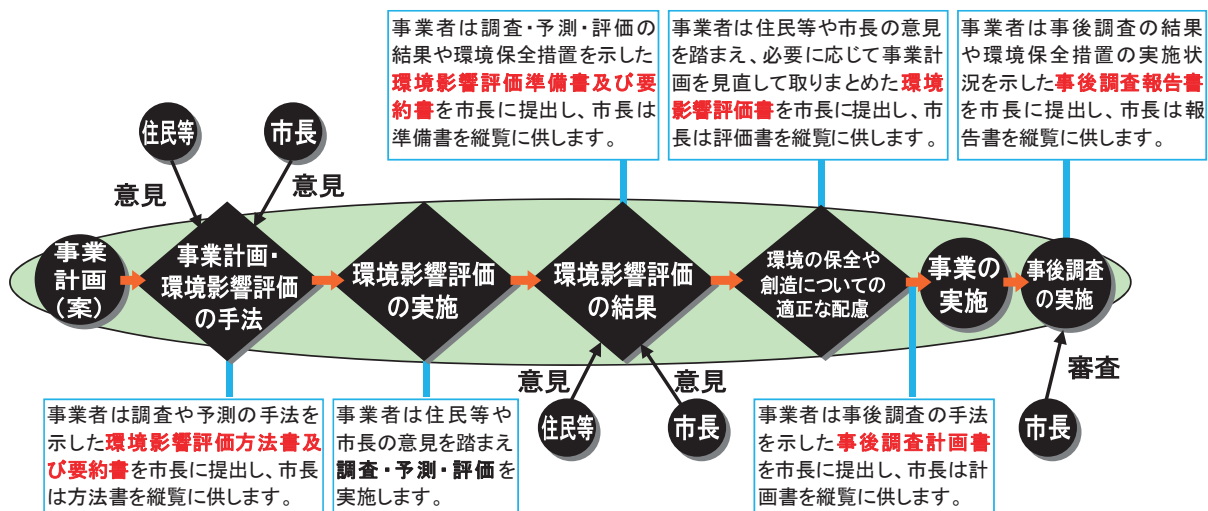 事業者は調査・予測・評価の
結果や環境保全措置を示した
環境影響評価準備書及び要
約書を市長に提出し、市長は
準備書を縦覧に供します。
事業者は住民等や市長の意見
を踏まえ、必要に応じて事業計
画を見直して取りまとめた環境
影響評価書を市長に提出し、市
長は評価書を縦覧に供します。
事業者は事後調査の結果
や環境保全措置の実施状
況を示した事後調査報告書
を市長に提出し、市長は報
告書を縦覧に供します。
住民等
市長
意見
意見
事業
計画
（案）
事業計画・
環境影響評価
の手法
環境影響評価
の実施
環境影響評価
の結果
環境の保全や
創造についての
適正な配慮
事業の
実施
事後調査
の実施
意見
意見
審査
住民等
市長
市長
事業者は調査や予測の手法を
示した環境影響評価方法書及
び要約書を市長に提出し、市長
は方法書を縦覧に供します。
事業者は住民等や
市長の意見を踏まえ
調査・予測・評価を
実施します。
事業者は事後調査の手法
を示した事後調査計画書
を市長に提出し、市長は計
画書を縦覧に供します。